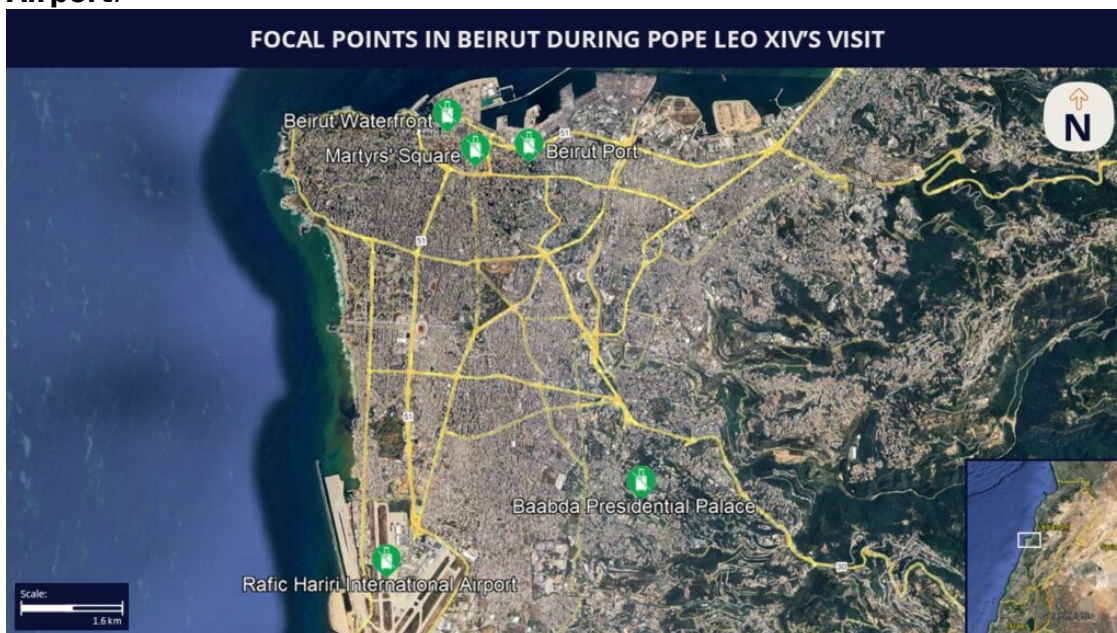 Airport.
FOCAL POINTS IN BEIRUT DURING POPE LEO XIV'S VISIT
N
Beirut Waterfront
51
Martyrs' Square
Beirut Port
51
51
Baabda Presidential Palace
Rafic Hariri International Airport
30
Scale:
1.6 km